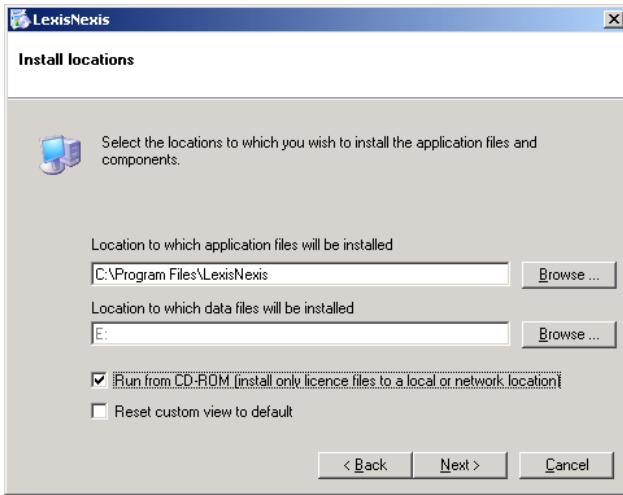 LexisNexis
Install locations
Select the locations to which you wish to install the application files and
components.
Location to which application files will be installed
C:\Program Files\LexisNexis
Browse ...
Location to which data files will be installed
E:
Browse ...
Run from CD-ROM (install only licence files to a local or network location)
Reset custom view to default
< Back
Next >
Cancel